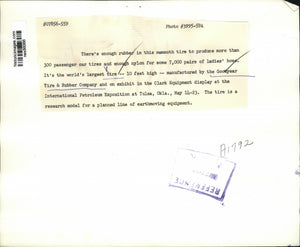 #07856-559
Photo #3995-594
There's enough rubber in this mammoth tire to produce more than
300 passenger car tires and enough nylon for some 7,000 pairs of ladies' hose.
It's the world's largest tire -- 10 feet high -- manufactured by the Goodyear
Tire & Rubber Company and on exhibit in the Clark Equipment display at the
International Petroleum Exposition at Tulsa, Okla., May 14-23. The tire is a
research model for a planned line of earthmoving equipment.
A1792
REFERENCE